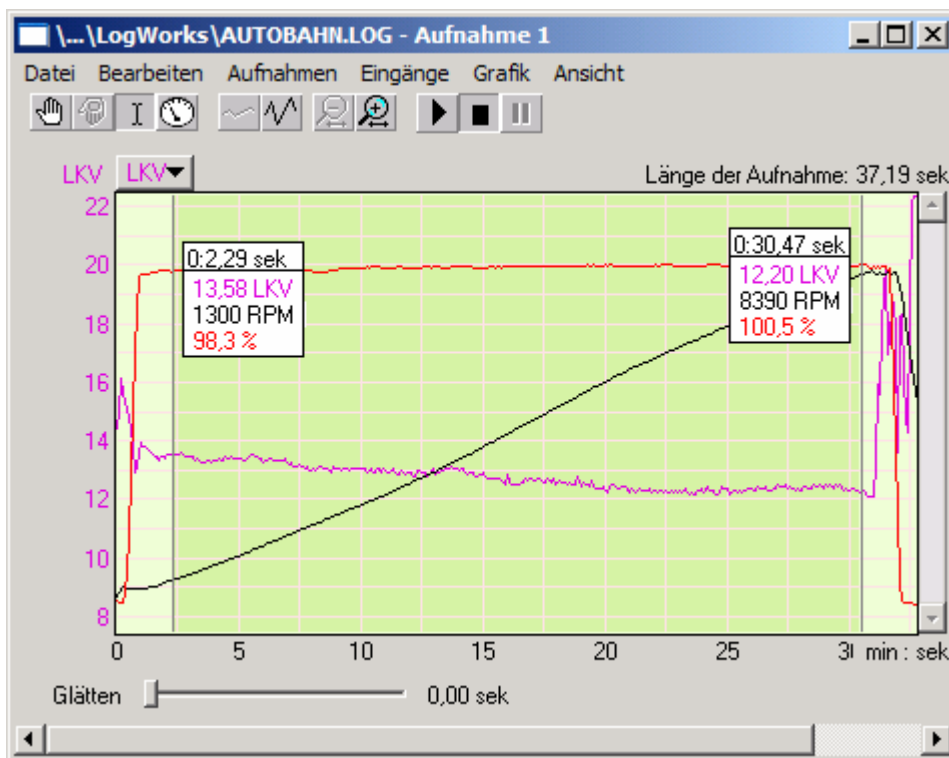 \...\LogWorks\AUTOBAHN.LOG - Aufnahme 1
Datei Bearbeiten Aufnahmen Eingänge Grafik Ansicht
LKV LKV Länge der Aufnahme: 37,19 sek
22
20
18
16
14
12
10
8
0:2,29 sek
13,58 LKV
1300 RPM
98,3 %
0:30,47 sek
12,20 LKV
8390 RPM
100,5 %
0 5 10 15 20 25 min : sek
Glätten 0,00 sek